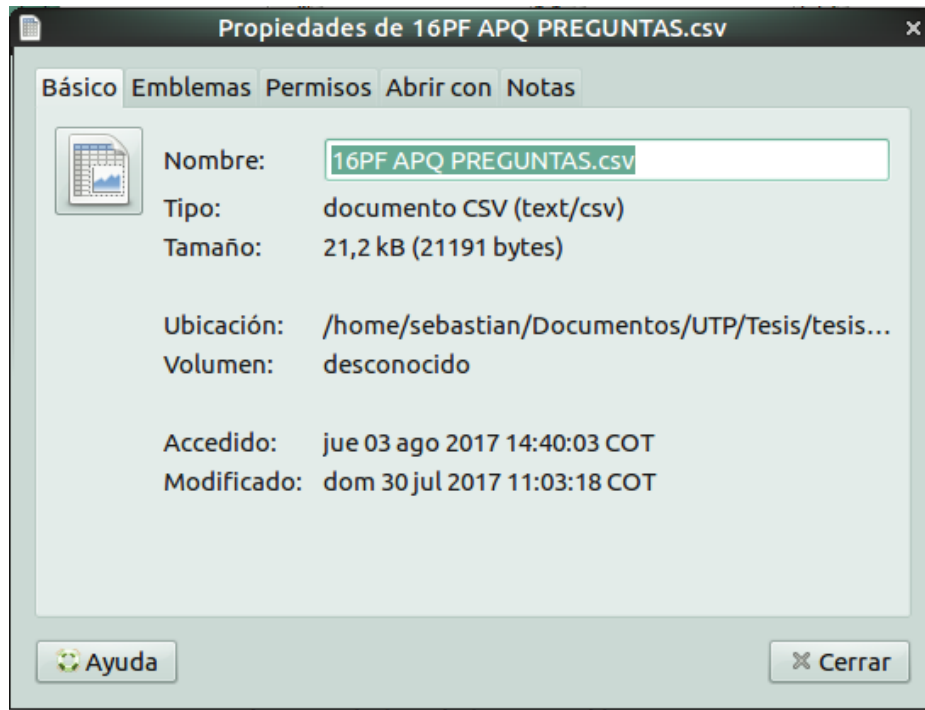 Propiedades de 16PF APQ PREGUNTAS.csv
Básico Emblemas Permisos Abrir con Notas
Nombre: 16PF APQ PREGUNTAS.csv
Tipo: documento CSV (text/csv)
Tamaño: 21,2 kB (21191 bytes)
Ubicación: /home/sebastian/Documentos/UTP/Tesis/tesis...
Volumen: desconocido
Accedido: jue 03 ago 2017 14:40:03 COT
Modificado: dom 30 jul 2017 11:03:18 COT
Ayuda Cerrar